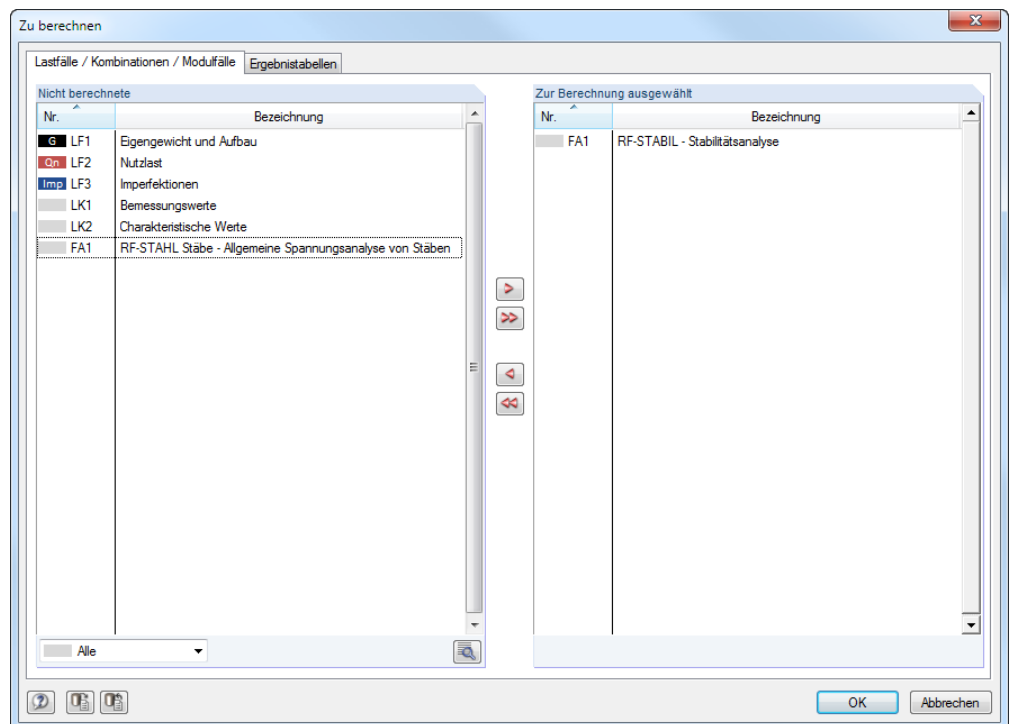 Zu berechnen
Lastfälle / Kombinationen / Modulfälle
Ergebnistabellen
Nicht berechnete
Nr. Bezeichnung
G LF1 Eigengewicht und Aufbau
Qn LF2 Nutzlast
Imp LF3 Imperfektionen
LK1 Bemessungswerte
LK2 Charakteristische Werte
FA1 RF-STAHL Stäbe - Allgemeine Spannungsanalyse von Stäben
Alle
Zur Berechnung ausgewählt
Nr. Bezeichnung
FA1 RF-STABIL - Stabilitätsanalyse
OK Abbrechen